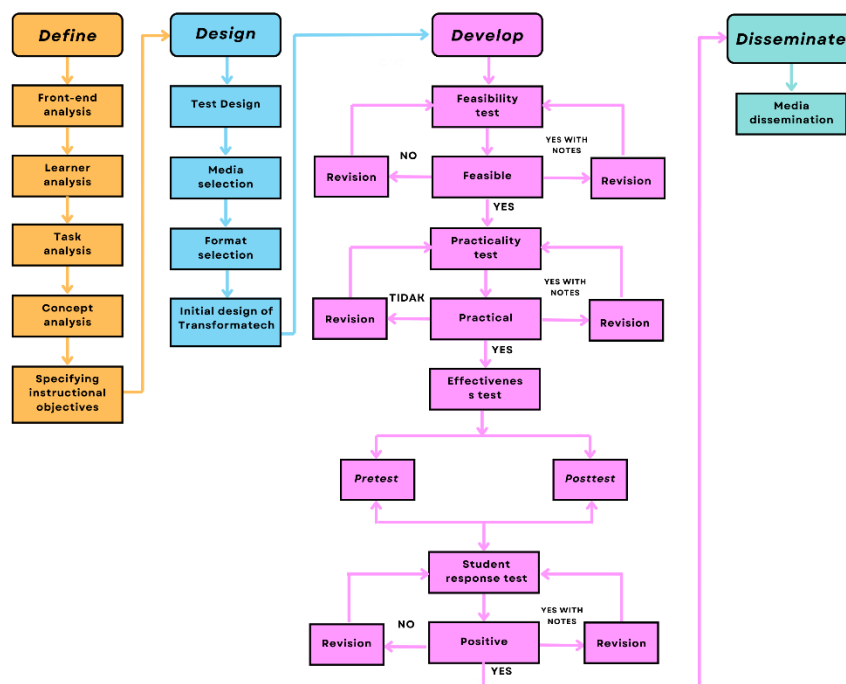 Define
Front-end
analysis
Learner
analysis
Task
analysis
Concept
analysis
Specifying
instructional
objectives
Design
Test Design
Media
selection
Format
selection
Initial design of
Transformatech
Develop
Feasibility
test
NO
YES WITH
NOTES
Revision
Feasible
Revision
YES
Practicality
test
TIDAK
YES WITH
NOTES
Revision
Practical
Revision
YES
Effectivenes
s test
Pretest
Posttest
Student
response test
NO
YES WITH
NOTES
Revision
Positive
Revision
YES
Disseminate
Media
dissemination